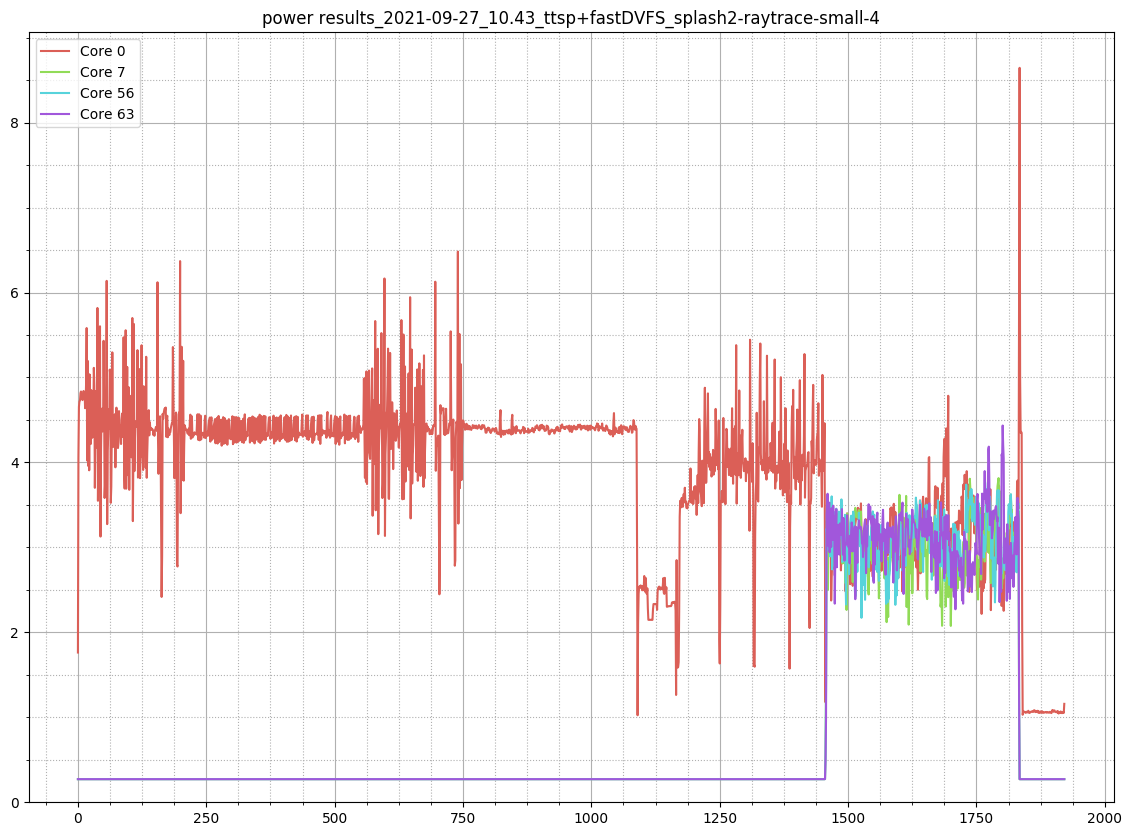 power results_2021-09-27_10.43_ttsp+fastDVFS_splash2-raytrace-small-4
Core 0
Core 7
Core 56
Core 63
8
6
4
2
0
0 250 500 750 1000 1250 1500 1750 2000